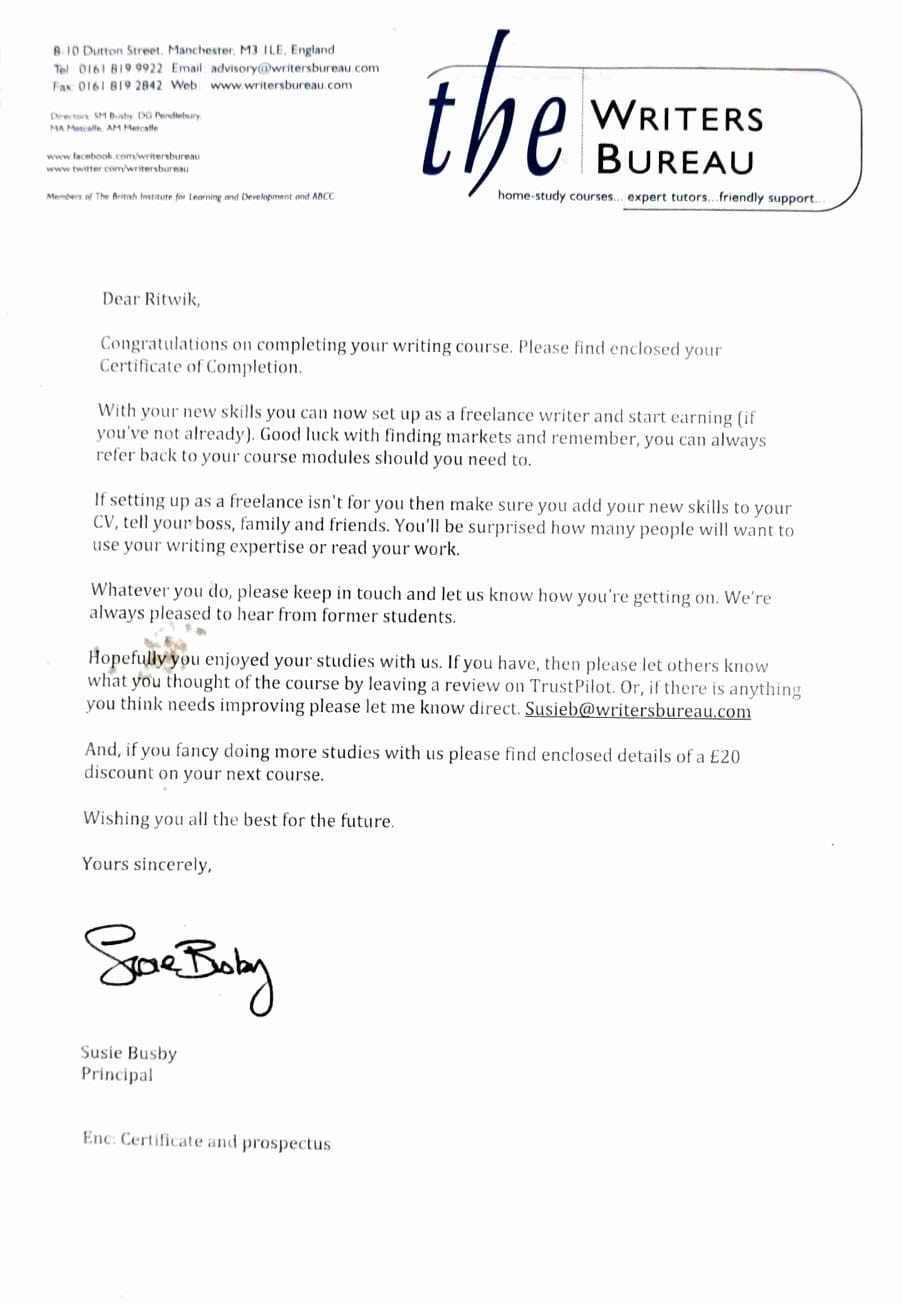 8-10 Dutton Street, Manchester, M3 1LE, England
Tel 0161 819 9922 Email advisory@writersbureau.com
Fax 0161 819 2842 Web www.writersbureau.com
Directors SM Busby, DG Pendlebury,
MA Metcalfe, AM Metcalfe
www.facebook.com/writersbureau
www.twitter.com/writersbureau
Members of The British Institute for Learning and Development and ABCC
the WRITERS
BUREAU
home-study courses... expert tutors...friendly support...
Dear Ritwik,
Congratulations on completing your writing course. Please find enclosed your
Certificate of Completion.
With your new skills you can now set up as a freelance writer and start earning (if
you've not already). Good luck with finding markets and remember, you can always
refer back to your course modules should you need to.
If setting up as a freelance isn't for you then make sure you add your new skills to your
CV, tell your boss, family and friends. You'll be surprised how many people will want to
use your writing expertise or read your work.
Whatever you do, please keep in touch and let us know how you're getting on. We're
always pleased to hear from former students.
Hopefully you enjoyed your studies with us. If you have, then please let others know
what you thought of the course by leaving a review on TrustPilot. Or, if there is anything
you think needs improving please let me know direct. Susieb@writersbureau.com
And, if you fancy doing more studies with us please find enclosed details of a £20
discount on your next course.
Wishing you all the best for the future.
Yours sincerely,
Susie Busby
Susie Busby
Principal
Enc: Certificate and prospectus